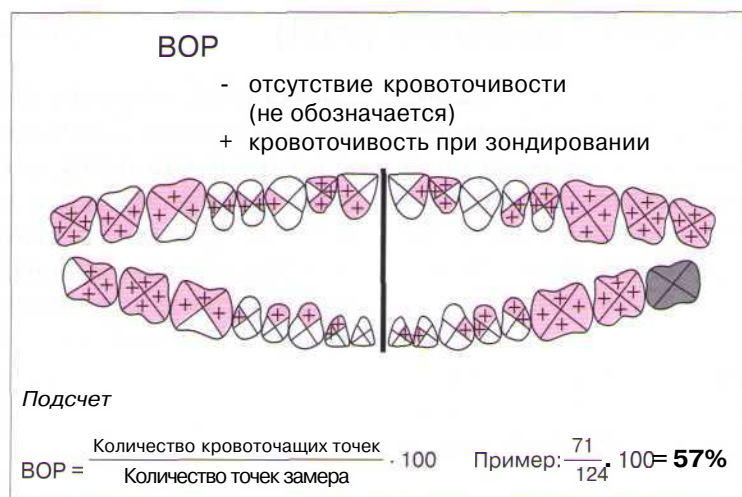 BOP
- отсутствие кровоточивости
(не обозначается)
+ кровоточивость при зондировании
Подсчет
BOP = Количество кровоточащих точек / Количество точек замера · 100 Пример: 71 / 124 · 100 = 57%